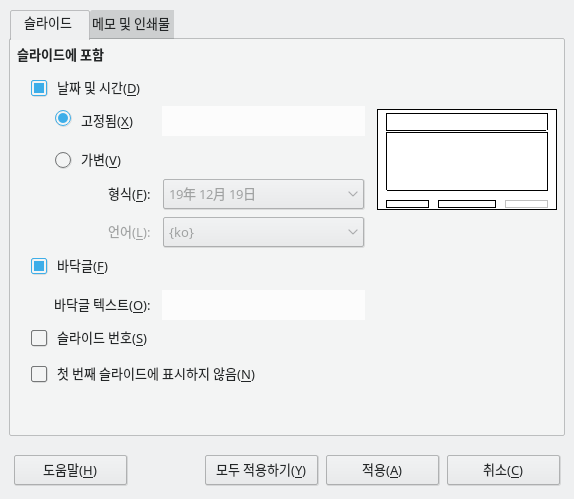 슬라이드 메모 및 인쇄물
슬라이드에 포함
날짜 및 시간(D)
고정됨(X)
가변(V)
형식(F): 19年 12月 19日
언어(L): {ko}
바닥글(F)
바닥글 텍스트(O):
슬라이드 번호(S)
첫 번째 슬라이드에 표시하지 않음(N)
도움말(H) 모두 적용하기(Y) 적용(A) 취소(C)